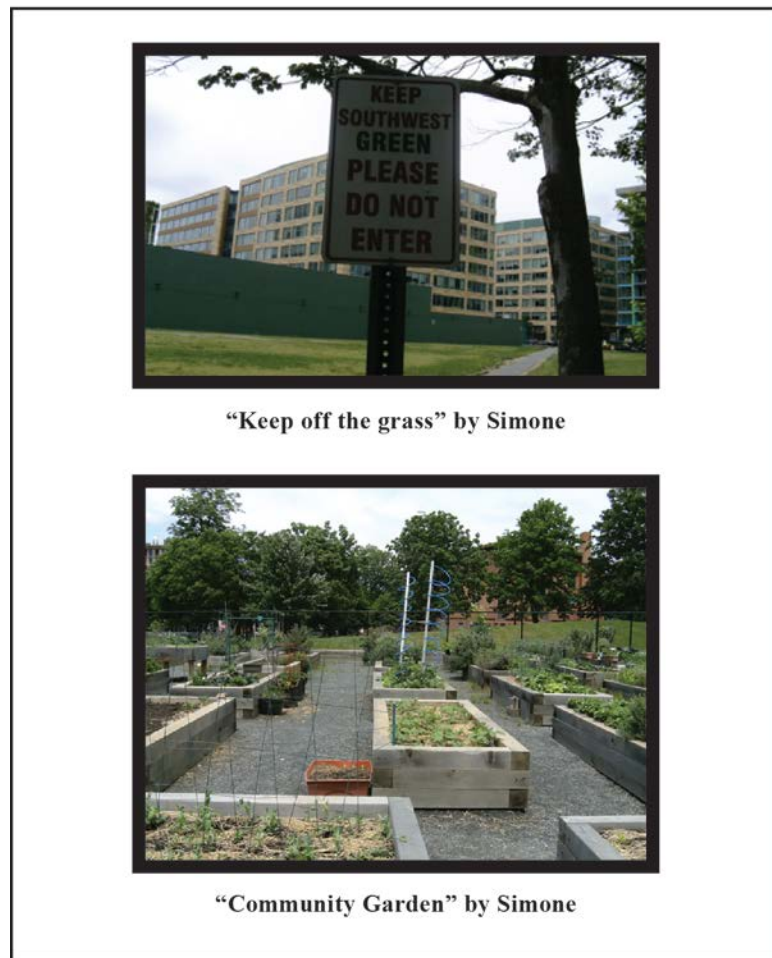 KEEP
SOUTHWEST
GREEN
PLEASE
DO NOT
ENTER
“Keep off the grass” by Simone
“Community Garden” by Simone